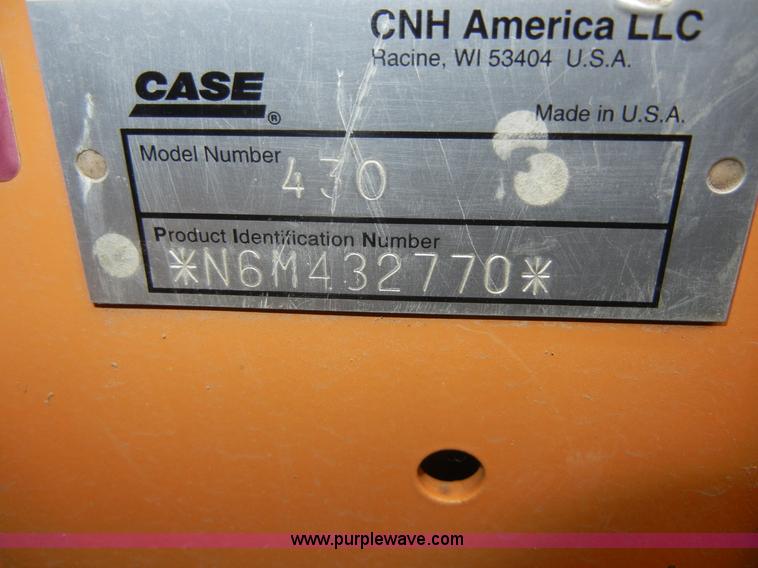 CNH America LLC
Racine, WI 53404 U.S.A.
CASE®
Made in U.S.A.
Model Number 430
Product Identification Number
*N6M432770*
www.purplewave.com